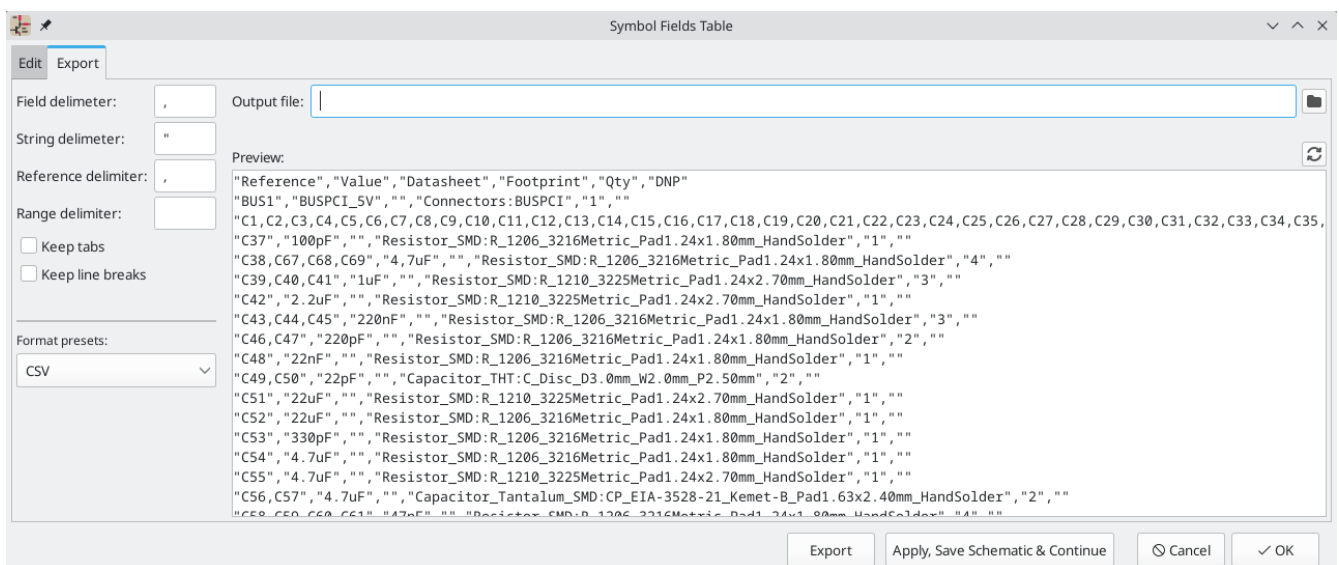 Symbol Fields Table
Edit Export
Field delimeter: ,
Output file:
String delimeter: "
Preview:
Reference delimiter: ,
Range delimiter:
Keep tabs
Keep line breaks
Format presets:
CSV
"Reference","Value","Datasheet","Footprint","Qty","DNP"
"BUS1","BUSPCI_5V","","Connectors:BUSPCI","1",""
"C1,C2,C3,C4,C5,C6,C7,C8,C9,C10,C11,C12,C13,C14,C15,C16,C17,C18,C19,C20,C21,C22,C23,C24,C25,C26,C27,C28,C29,C30,C31,C32,C33,C34,C35,
"C37","100pF","","Resistor_SMD:R_1206_3216Metric_Pad1.24x1.80mm_HandSolder","1",""
"C38,C67,C68,C69","4,7uF","","Resistor_SMD:R_1206_3216Metric_Pad1.24x1.80mm_HandSolder","4",""
"C39,C40,C41","1uF","","Resistor_SMD:R_1210_3225Metric_Pad1.24x2.70mm_HandSolder","3",""
"C42","2.2uF","","Resistor_SMD:R_1210_3225Metric_Pad1.24x2.70mm_HandSolder","1",""
"C43,C44,C45","220nF","","Resistor_SMD:R_1206_3216Metric_Pad1.24x1.80mm_HandSolder","3",""
"C46,C47","220pF","","Resistor_SMD:R_1206_3216Metric_Pad1.24x1.80mm_HandSolder","2",""
"C48","22nF","","Resistor_SMD:R_1206_3216Metric_Pad1.24x1.80mm_HandSolder","1",""
"C49,C50","22pF","","Capacitor_THT:C_Disc_D3.0mm_W2.0mm_P2.50mm","2",""
"C51","22uF","","Resistor_SMD:R_1210_3225Metric_Pad1.24x2.70mm_HandSolder","1",""
"C52","22uF","","Resistor_SMD:R_1206_3216Metric_Pad1.24x1.80mm_HandSolder","1",""
"C53","330pF","","Resistor_SMD:R_1206_3216Metric_Pad1.24x1.80mm_HandSolder","1",""
"C54","4.7uF","","Resistor_SMD:R_1206_3216Metric_Pad1.24x1.80mm_HandSolder","1",""
"C55","4.7uF","","Resistor_SMD:R_1210_3225Metric_Pad1.24x2.70mm_HandSolder","1",""
"C56,C57","4.7uF","","Capacitor_Tantalum_SMD:CP_EIA-3528-21_Kemet-B_Pad1.63x2.40mm_HandSolder","2",""
"C58,C59,C60,C61","47pF","","Resistor_SMD:R_1206_3216Metric_Pad1.24x1.80mm_HandSolder","4",""
Export
Apply, Save Schematic & Continue
Cancel
OK